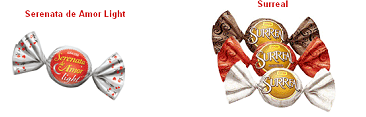 Serenata de Amor Light
Surreal
Serenata
de Amor
light
SURREAL
SURREAL
SURREAL